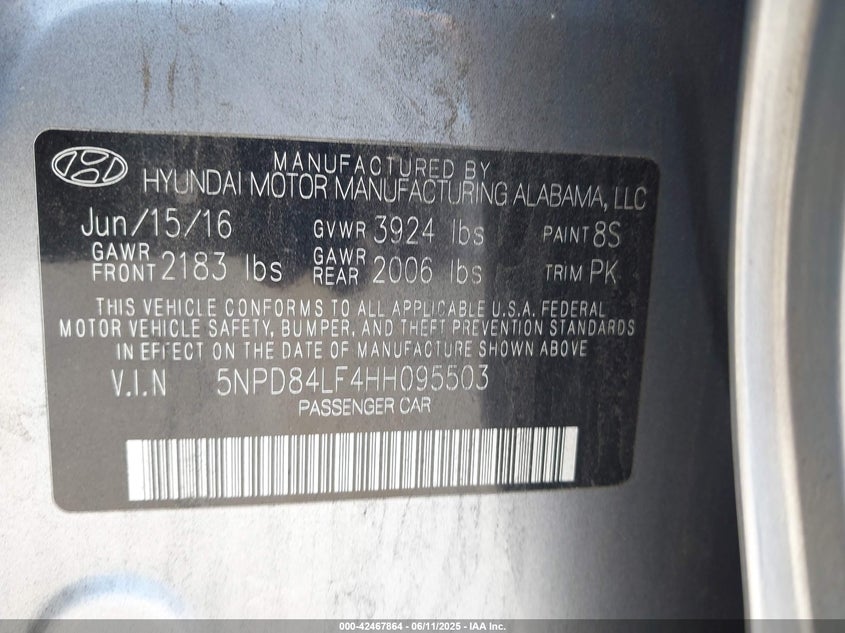 MANUFACTURED BY
HYUNDAI MOTOR MANUFACTURING ALABAMA, LLC
Jun/15/16 GVWR 3924 lbs PAINT 8S
GAWR FRONT 2183 lbs GAWR REAR 2006 lbs TRIM PK
THIS VEHICLE CONFORMS TO ALL APPLICABLE U.S.A. FEDERAL
MOTOR VEHICLE SAFETY, BUMPER, AND THEFT PREVENTION STANDARDS
IN EFFECT ON THE DATE OF MANUFACTURE SHOWN ABOVE
V.I.N 5NPD84LF4HH095503
PASSENGER CAR
000-42467864 - 06/11/2025 - IAA Inc.